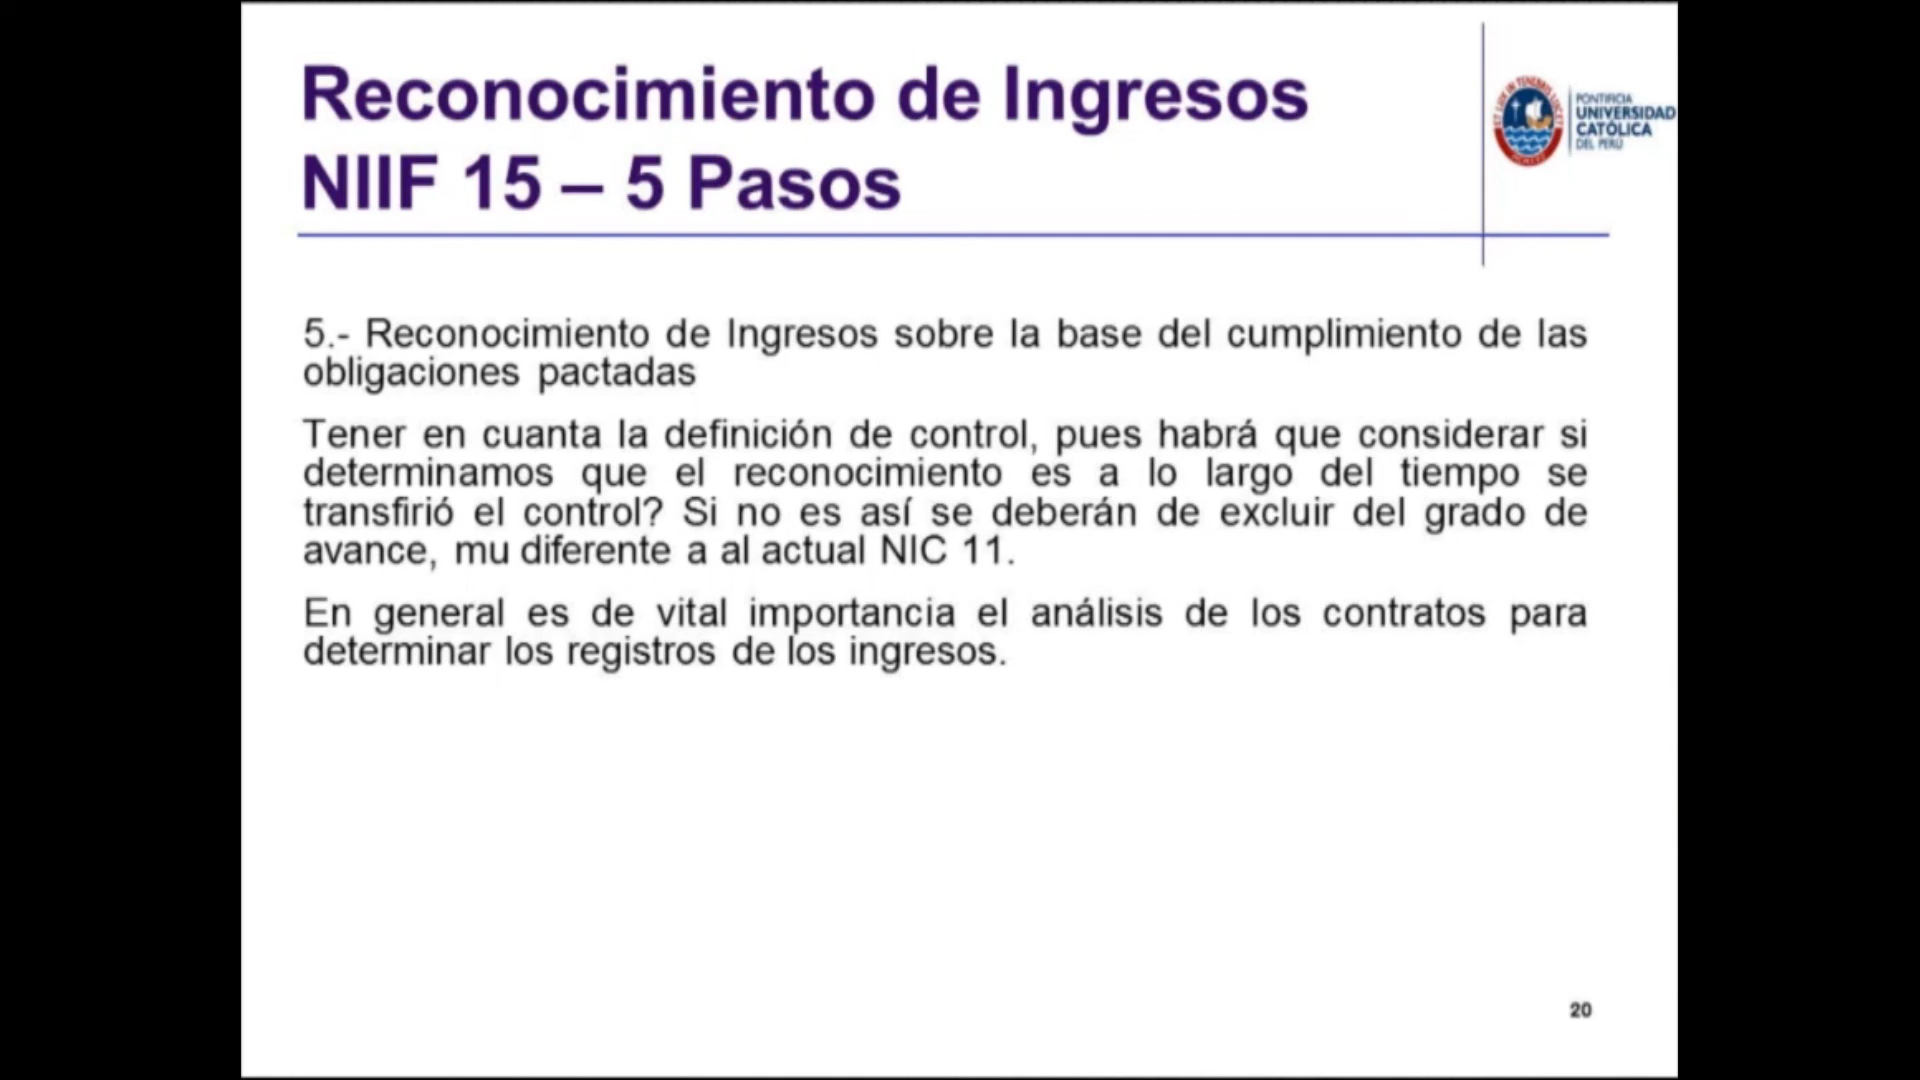 Reconocimiento de Ingresos
NIIF 15 – 5 Pasos
PONTIFICIA
UNIVERSIDAD
CATÓLICA
DEL PERÚ
5.- Reconocimiento de Ingresos sobre la base del cumplimiento de las
obligaciones pactadas
Tener en cuanta la definición de control, pues habrá que considerar si
determinamos que el reconocimiento es a lo largo del tiempo se
transfirió el control? Si no es así se deberán de excluir del grado de
avance, mu diferente a al actual NIC 11.
En general es de vital importancia el análisis de los contratos para
determinar los registros de los ingresos.
20